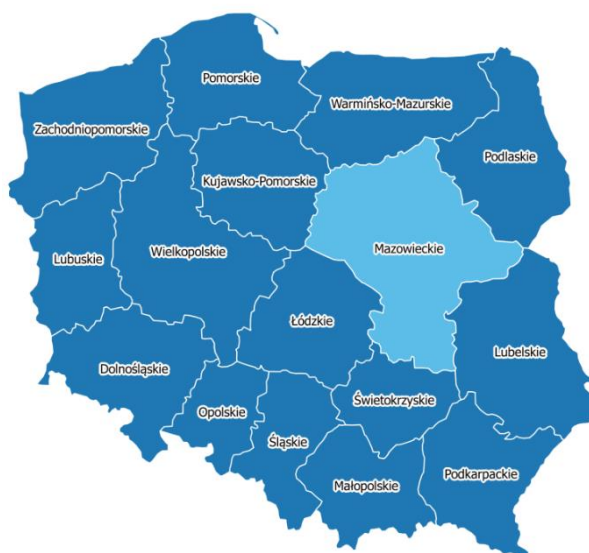 Pomorskie
Warmińsko-Mazurskie
Zachodniopomorskie
Podlaskie
Kujawsko-Pomorskie
Mazowieckie
Wielkopolskie
Lubuskie
Łódzkie
Lubelskie
Dolnośląskie
Świetokrzyskie
Opolskie
Śląskie
Podkarpackie
Małopolskie